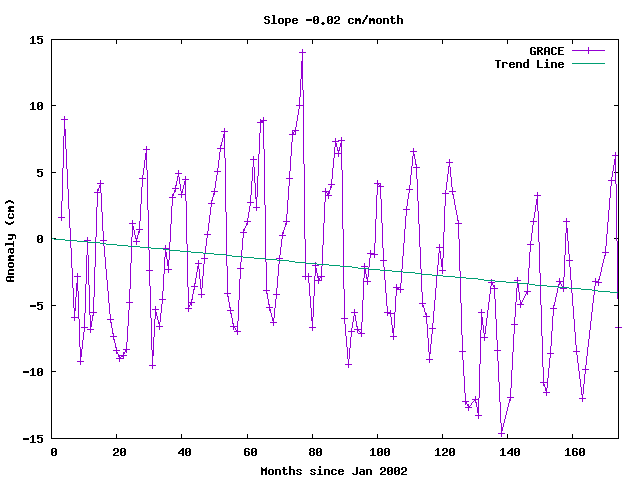 Slope -0.02 cm/month
GRACE
Trend Line
15
10
5
0
-5
-10
-15
Anomaly (cm)
0 20 40 60 80 100 120 140 160
Months since Jan 2002